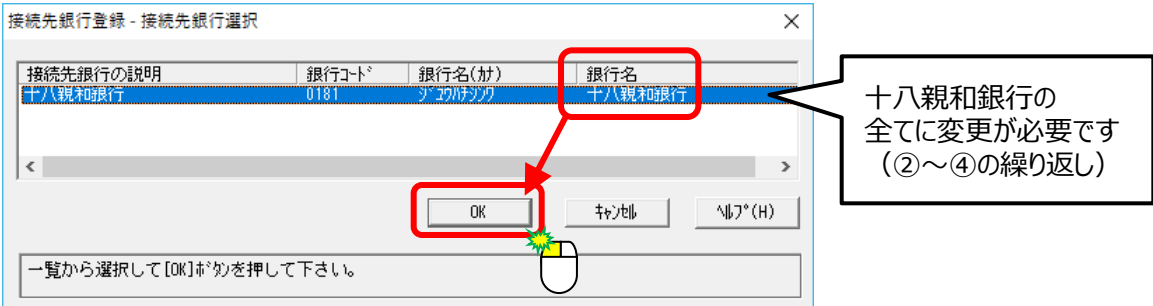 接続先銀行登録 - 接続先銀行選択
接続先銀行の説明 銀行ｺｰﾄﾞ 銀行名(ｶﾅ) 銀行名
十八親和銀行 0181 ｼﾞﾕｳﾊﾁｼﾝﾜ 十八親和銀行
十八親和銀行の
全てに変更が必要です
（②～④の繰り返し）
OK ｷｬﾝｾﾙ ﾍﾙﾌﾟ(H)
一覧から選択して[OK]ﾎﾞﾀﾝを押して下さい。